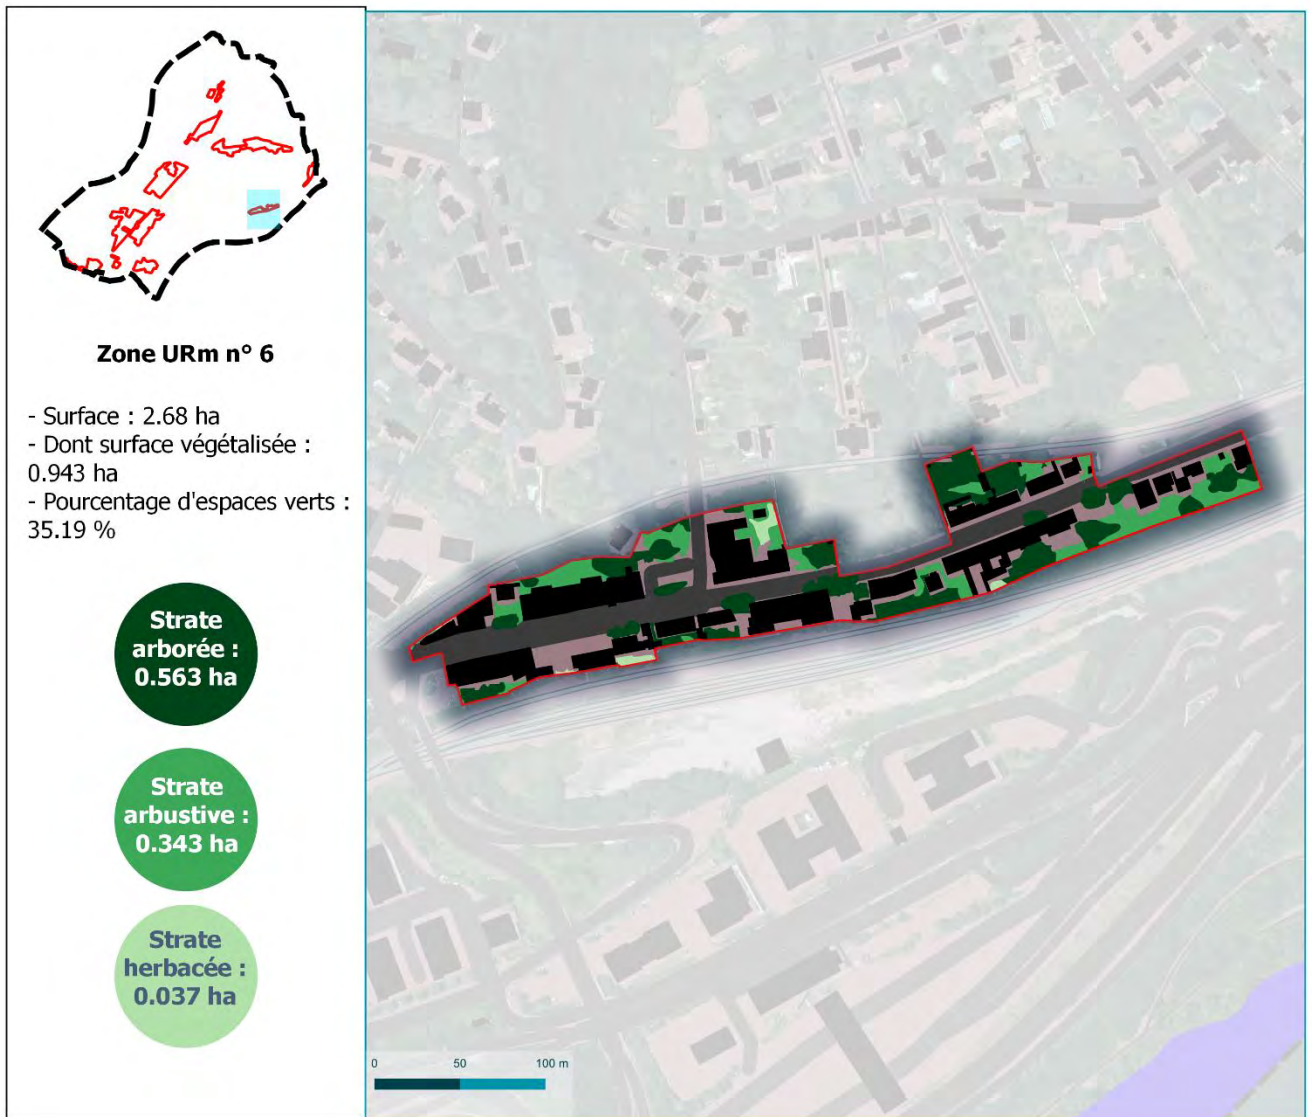 Zone URm n° 6
- Surface : 2.68 ha
- Dont surface végétalisée :
0.943 ha
- Pourcentage d'espaces verts :
35.19 %
Strate
arborée :
0.563 ha
Strate
arbustive :
0.343 ha
Strate
herbacée :
0.037 ha
0 50 100 m